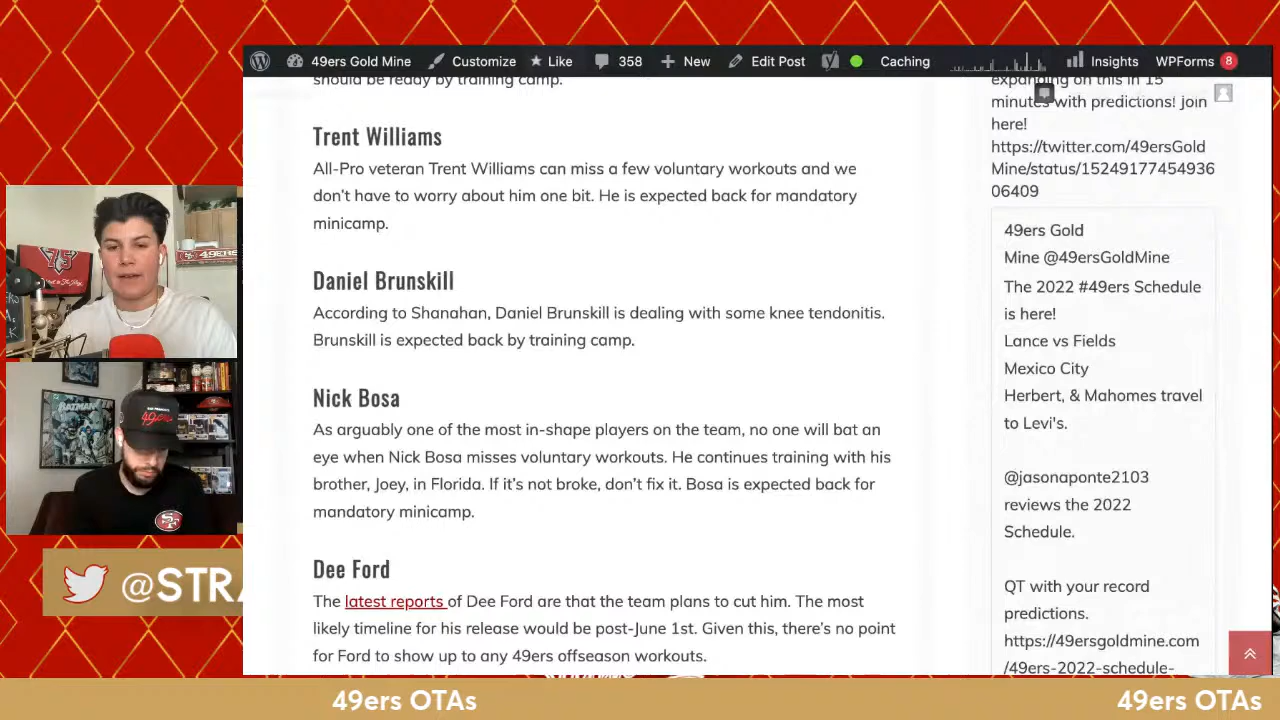 49ers Gold Mine Customize Like 358 New Edit Post Caching Insights WPForms 8
should be ready by training camp.
Trent Williams
All-Pro veteran Trent Williams can miss a few voluntary workouts and we
don't have to worry about him one bit. He is expected back for mandatory
minicamp.
Daniel Brunskill
According to Shanahan, Daniel Brunskill is dealing with some knee tendonitis.
Brunskill is expected back by training camp.
Nick Bosa
As arguably one of the most in-shape players on the team, no one will bat an
eye when Nick Bosa misses voluntary workouts. He continues training with his
brother, Joey, in Florida. If it's not broke, don't fix it. Bosa is expected back for
mandatory minicamp.
Dee Ford
The latest reports of Dee Ford are that the team plans to cut him. The most
likely timeline for his release would be post-June 1st. Given this, there's no point
for Ford to show up to any 49ers offseason workouts.
expanding on this in 15
minutes with predictions! join
here!
https://twitter.com/49ersGold
Mine/status/15249177454936
06409
49ers Gold
Mine @49ersGoldMine
The 2022 #49ers Schedule
is here!
Lance vs Fields
Mexico City
Herbert, & Mahomes travel
to Levi's.
@jasonaponte2103
reviews the 2022
Schedule.
QT with your record
predictions.
https://49ersgoldmine.com
/49ers-2022-schedule-
BATMAN
49ERS
SF
@STRA
49ers OTAs 49ers OTAs